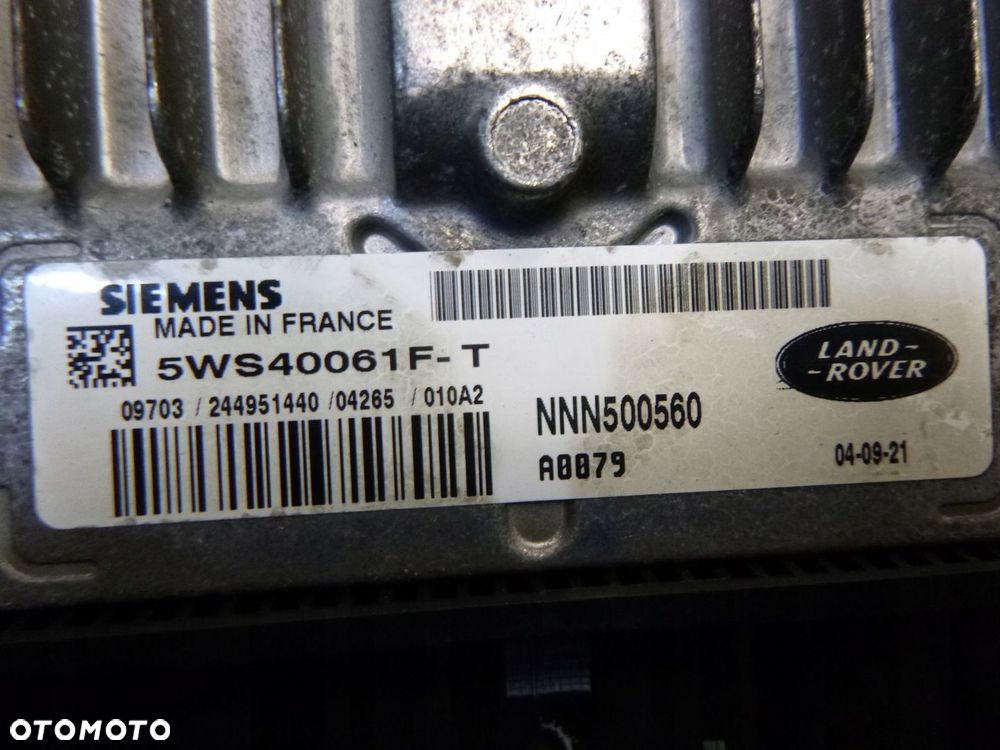 SIEMENS
MADE IN FRANCE
5WS40061F-T
09703 / 244951440 /04265 / 010A2
NNN500560
A0079
LAND-
-ROVER
04-09-21
OTOMOTO